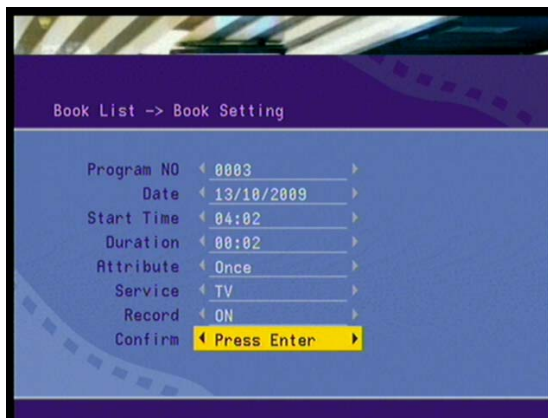 Book List -> Book Setting
Program NO 0003
Date 13/10/2009
Start Time 04:02
Duration 00:02
Attribute Once
Service TV
Record ON
Confirm Press Enter